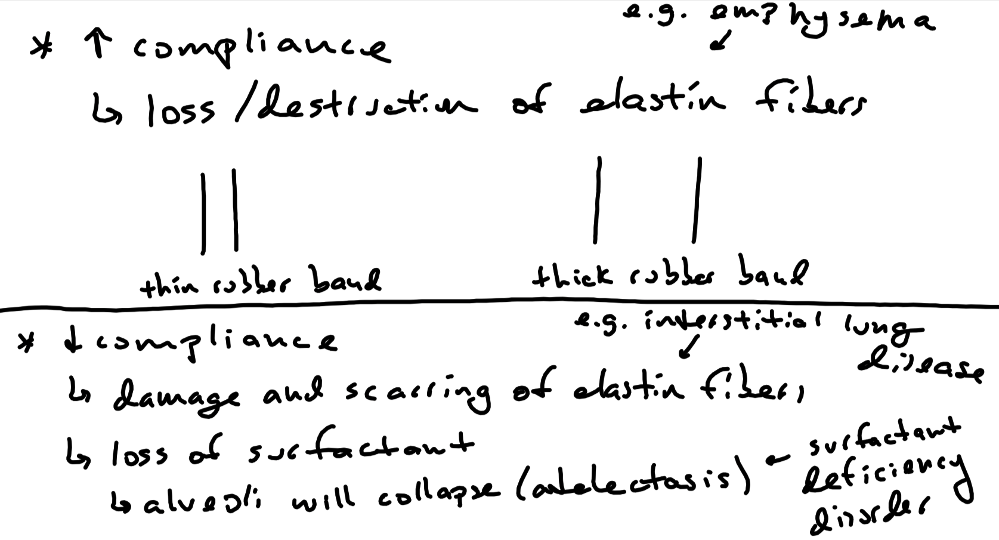 e.g. emphysema
* ↑ compliance
↳ loss/destruction of elastin fibers
thin rubber band
thick rubber band
e.g. interstitial lung disease
* ↓ compliance
↳ damage and scarring of elastin fibers
↳ loss of surfactant
↳ alveoli will collapse (atelectasis) ← surfactant
deficiency
disorder